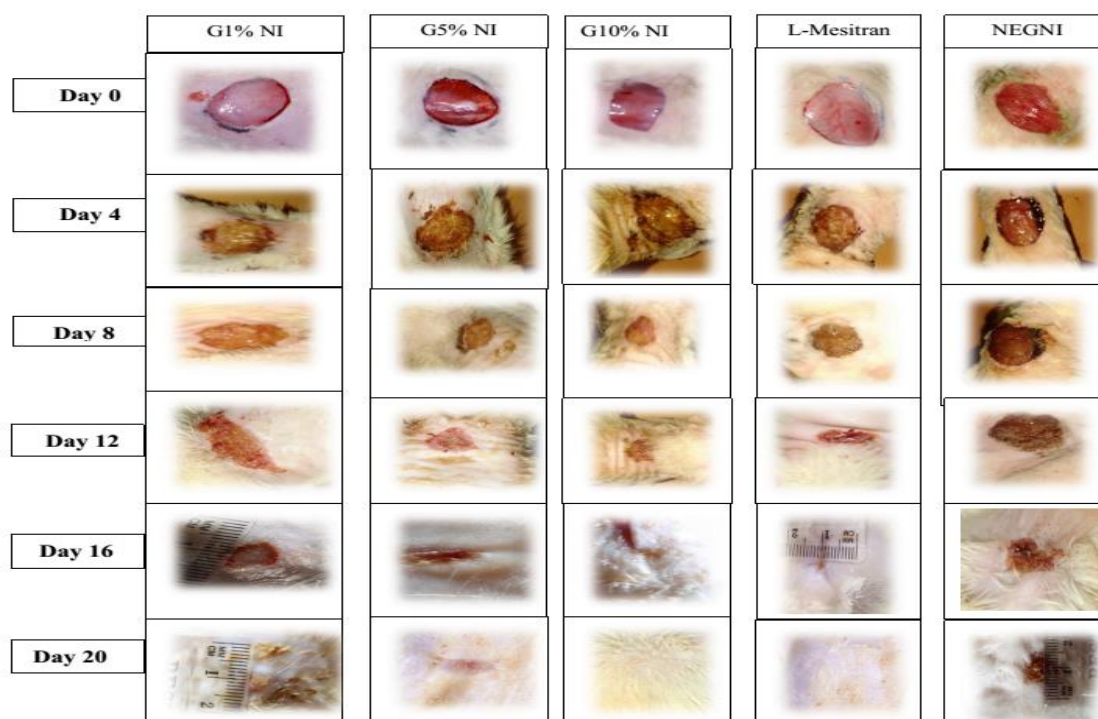 G1% NI
G5% NI
G10% NI
L-Mesitran
NEGNI
Day 0
Day 4
Day 8
Day 12
Day 16
Day 20